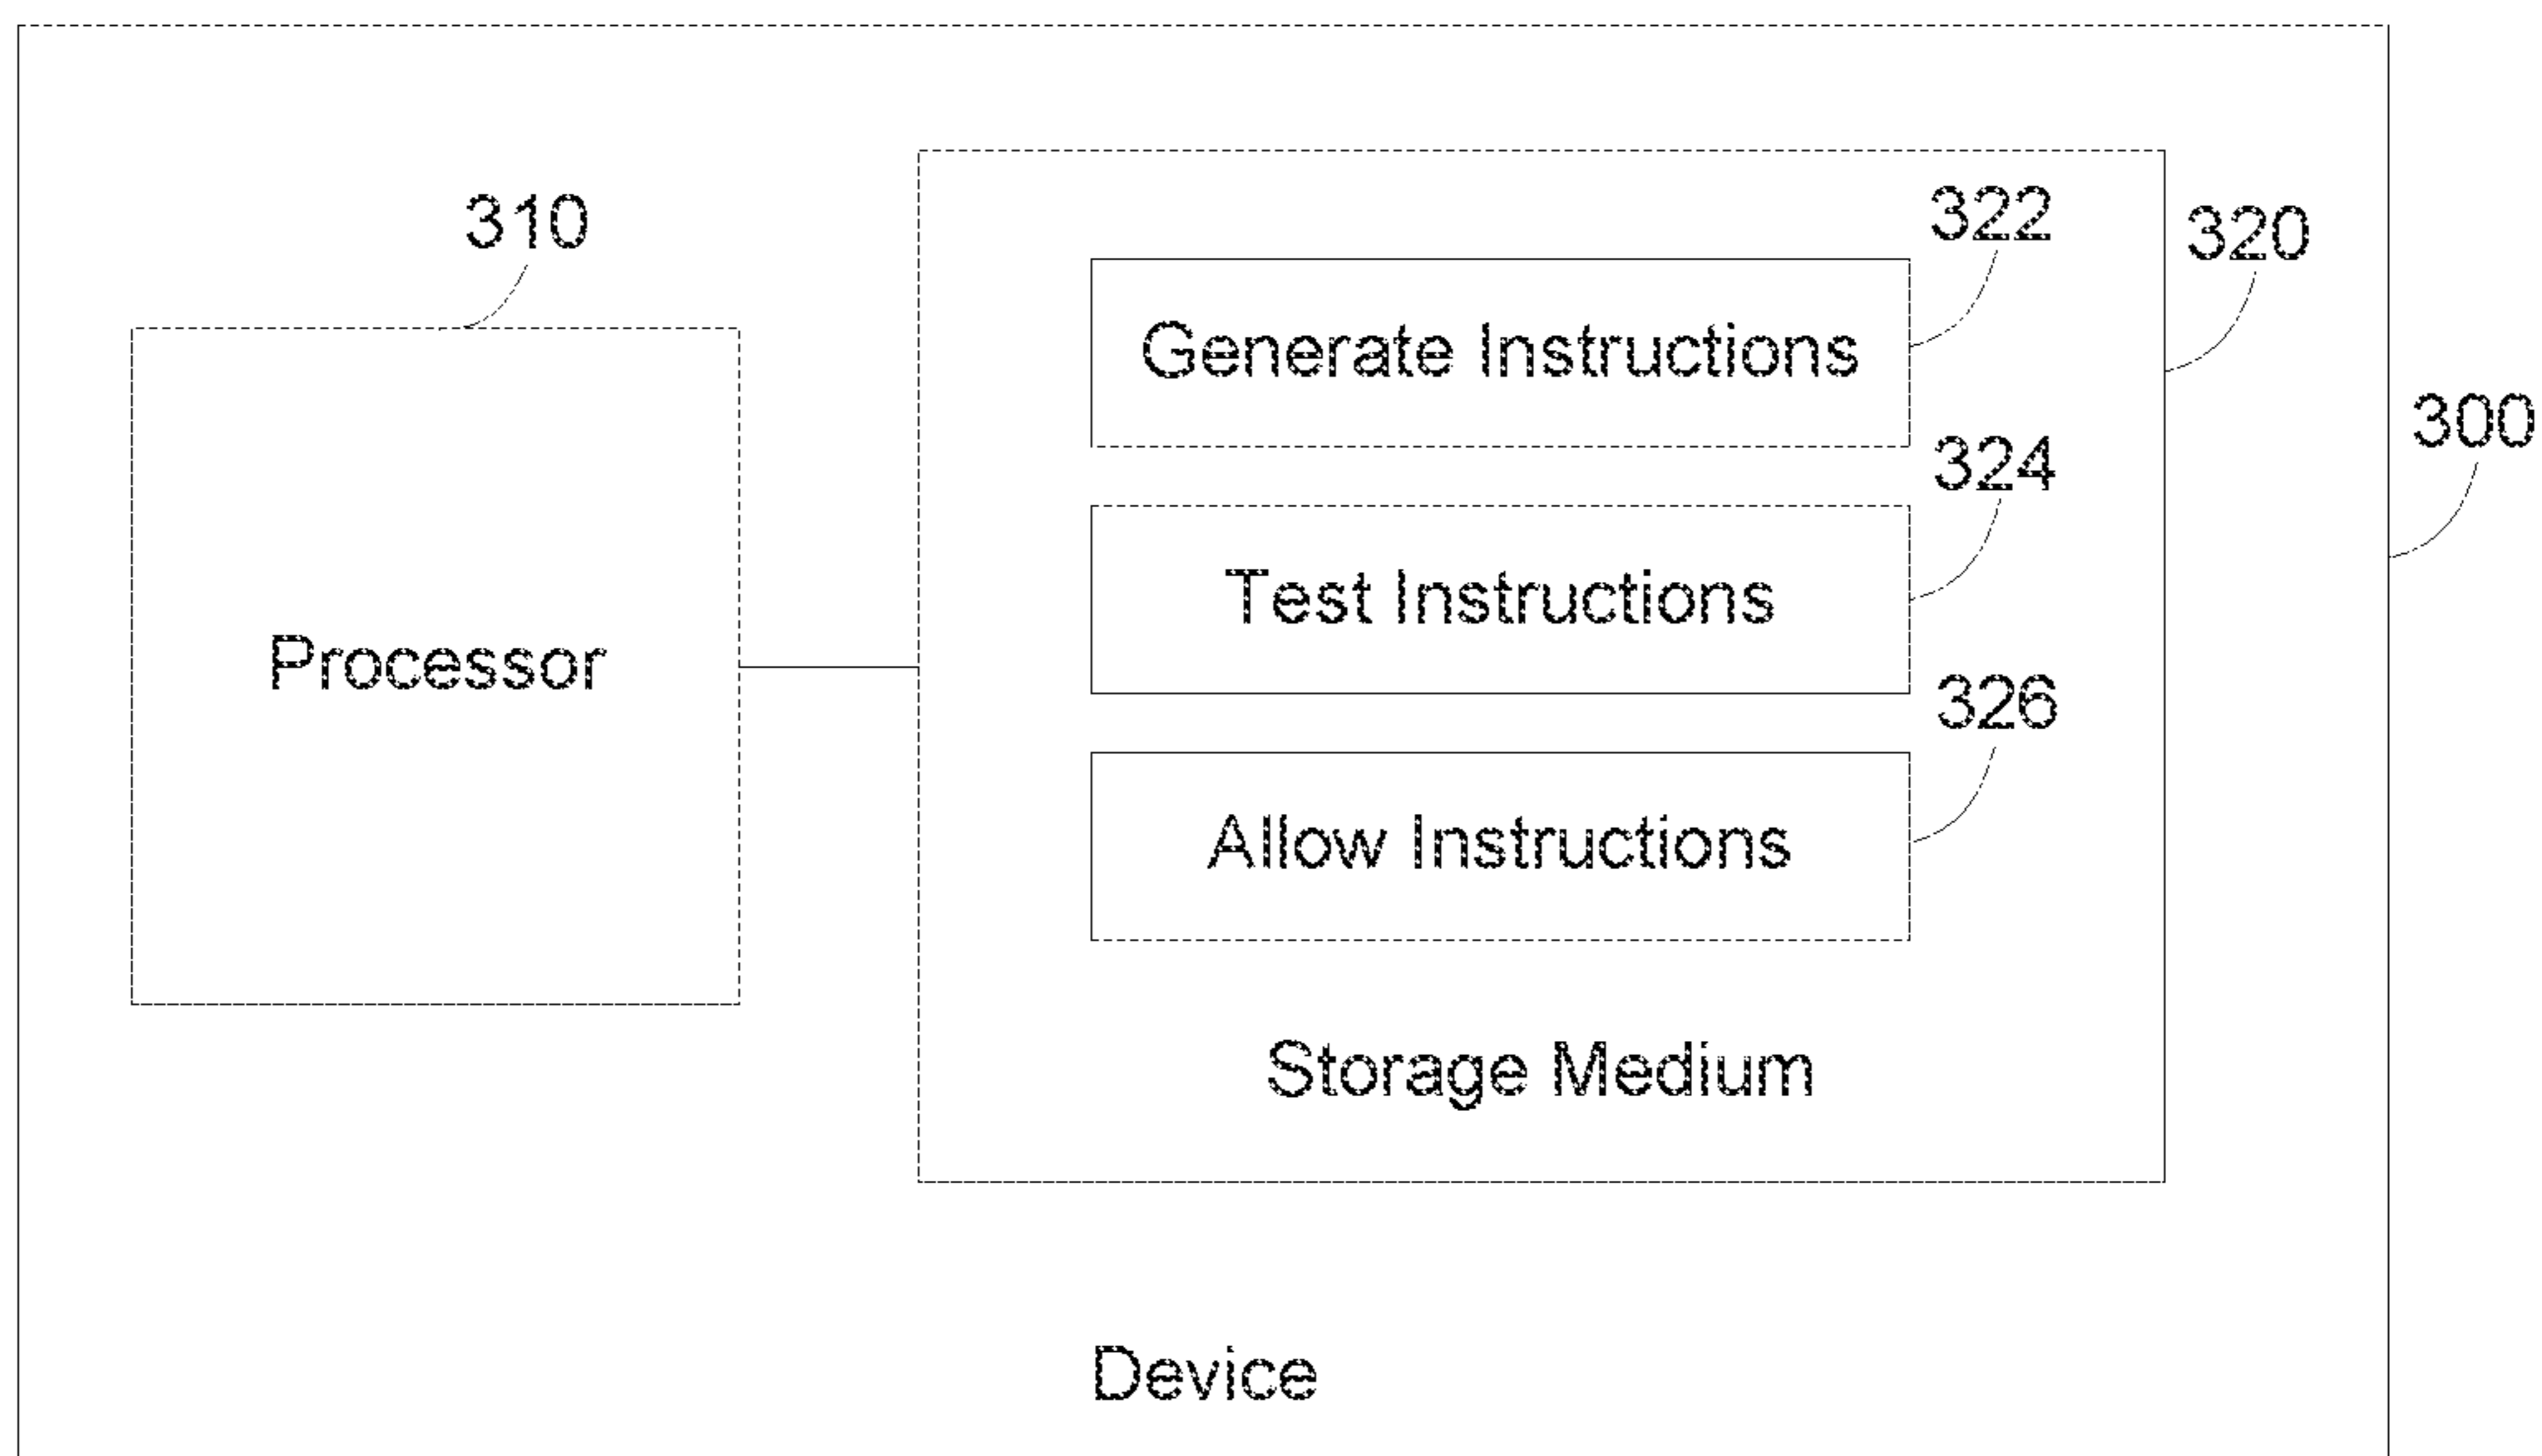 310
322
320
Generate Instructions
300
324
Test Instructions
Processor
326
Allow Instructions
Storage Medium
Device